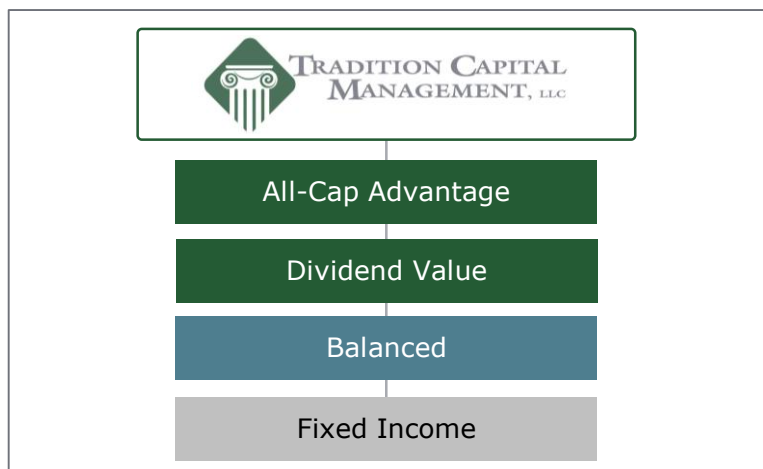 TRADITION CAPITAL
MANAGEMENT, LLC
All-Cap Advantage
Dividend Value
Balanced
Fixed Income